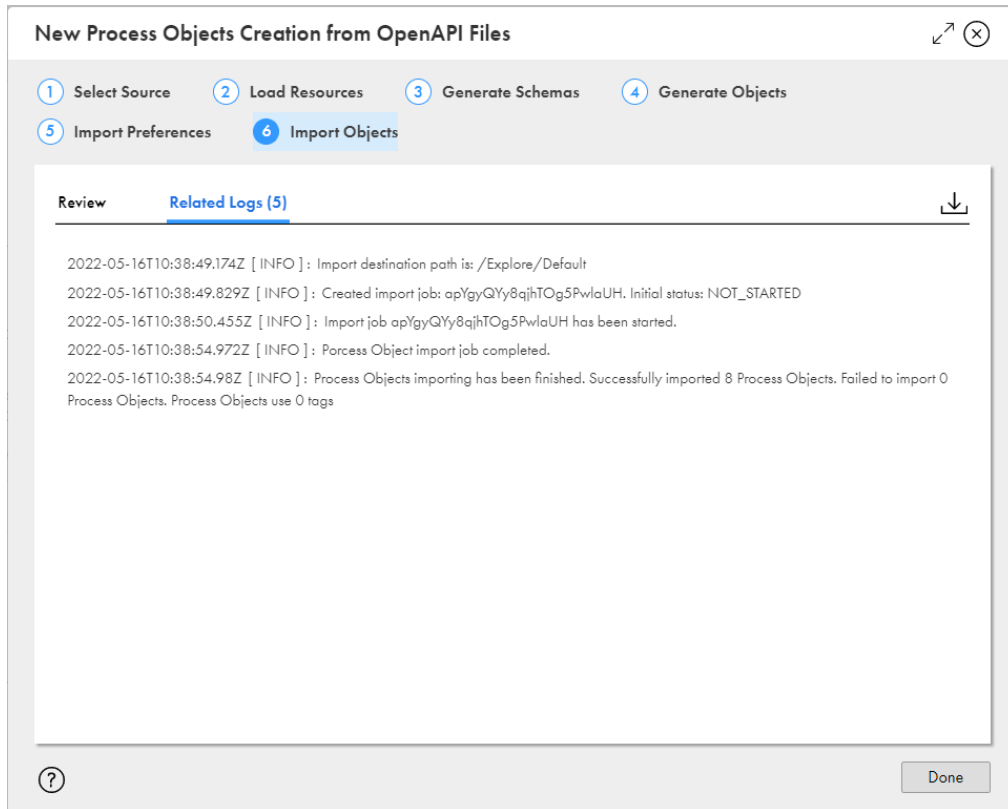 New Process Objects Creation from OpenAPI Files
1 Select Source 2 Load Resources 3 Generate Schemas 4 Generate Objects
5 Import Preferences 6 Import Objects
Review Related Logs (5)
2022-05-16T10:38:49.174Z [ INFO ] : Import destination path is: /Explore/Default
2022-05-16T10:38:49.829Z [ INFO ] : Created import job: apYgyQYy8qjhTOg5PwlaUH. Initial status: NOT_STARTED
2022-05-16T10:38:50.455Z [ INFO ] : Import job apYgyQYy8qjhTOg5PwlaUH has been started.
2022-05-16T10:38:54.972Z [ INFO ] : Porcess Object import job completed.
2022-05-16T10:38:54.98Z [ INFO ] : Process Objects importing has been finished. Successfully imported 8 Process Objects. Failed to import 0
Process Objects. Process Objects use 0 tags
? Done